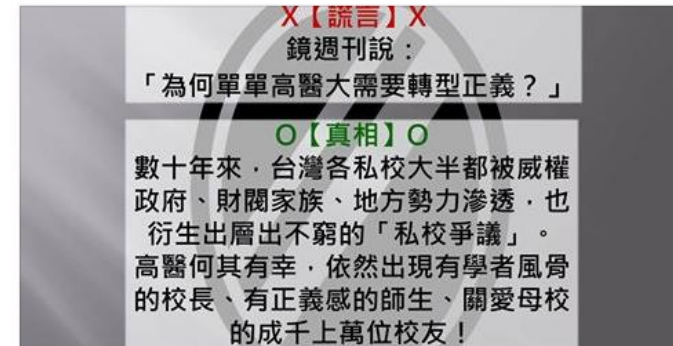 X【謊言】X
鏡週刊說：
「為何單單高醫大需要轉型正義？」
O【真相】O
數十年來，台灣各私校大半都被威權
政府、財閥家族、地方勢力滲透，也
衍生出層出不窮的「私校爭議」。
高醫何其有幸，依然出現有學者風骨
的校長、有正義感的師生、關愛母校
的成千上萬位校友！